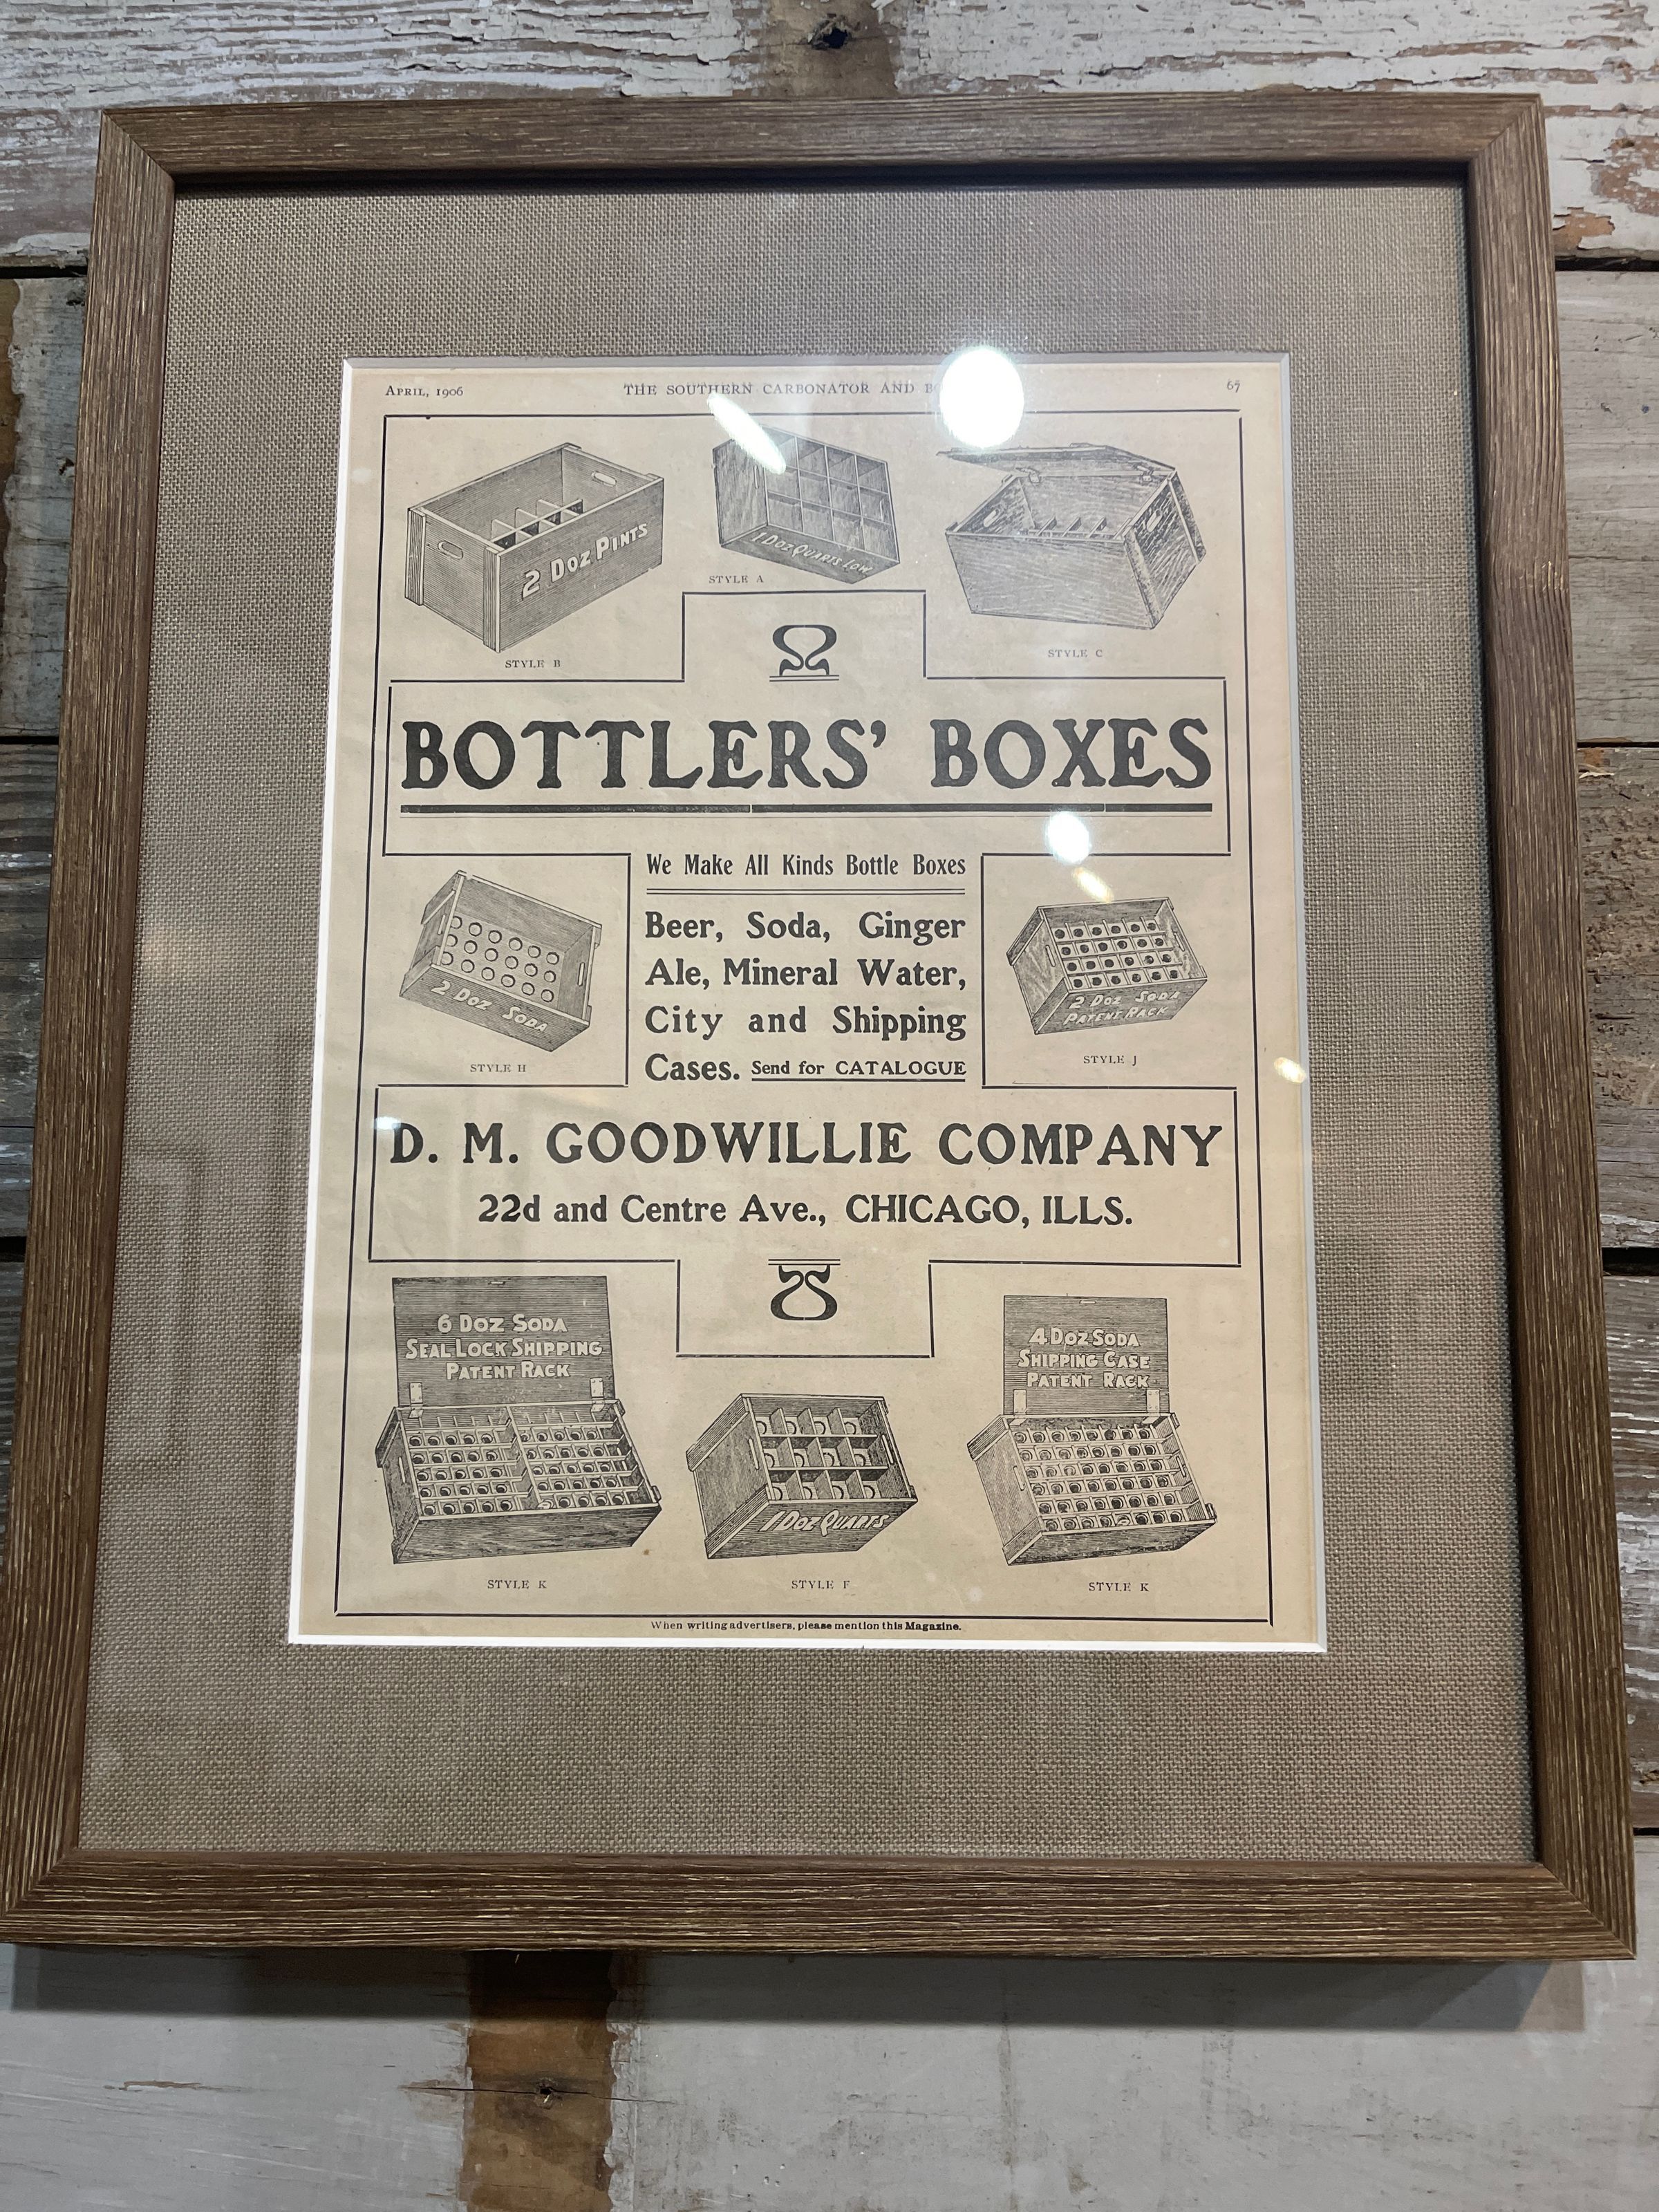 APRIL, 1906
THE SOUTHERN CARBONATOR AND
67
2 DOZ PINTS
1 DOZ QUARTS LOW
STYLE A
STYLE B
STYLE C
BOTTLERS' BOXES
We Make All Kinds Bottle Boxes
Beer, Soda, Ginger
Ale, Mineral Water,
City and Shipping
Cases. Send for CATALOGUE
2 DOZ SODA
STYLE H
2 DOZ SODA
PATENT RACK
STYLE J
D. M. GOODWILLIE COMPANY
22d and Centre Ave., CHICAGO, ILLS.
6 DOZ SODA
SEAL LOCK SHIPPING
PATENT RACK
STYLE K
1 DOZ QUARTS
STYLE F
4 DOZ SODA
SHIPPING CASE
PATENT RACK
STYLE K
When writing advertisers, please mention this Magazine.